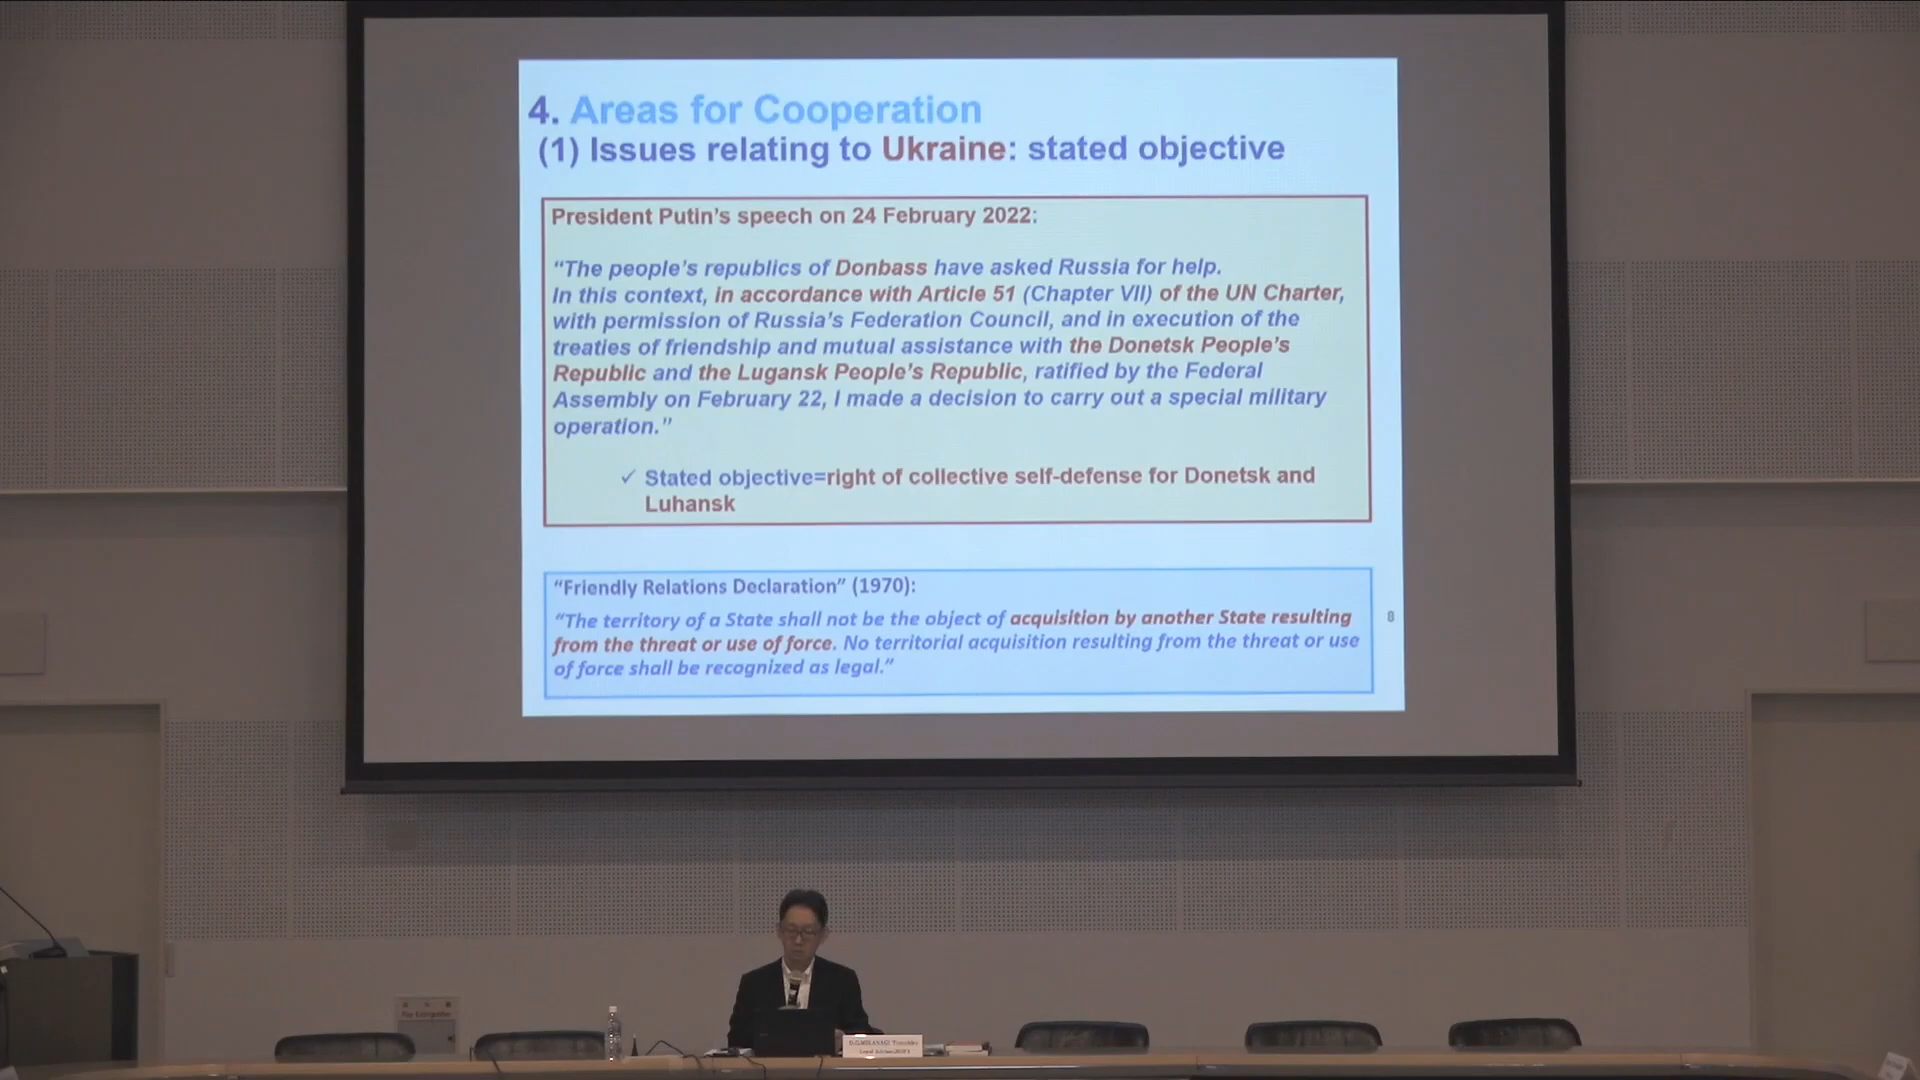 4. Areas for Cooperation
(1) Issues relating to Ukraine: stated objective
President Putin's speech on 24 February 2022:
“The people's republics of Donbass have asked Russia for help.
In this context, in accordance with Article 51 (Chapter VII) of the UN Charter,
with permission of Russia's Federation Council, and in execution of the
treaties of friendship and mutual assistance with the Donetsk People's
Republic and the Lugansk People's Republic, ratified by the Federal
Assembly on February 22, I made a decision to carry out a special military
operation.”
✓ Stated objective=right of collective self-defense for Donetsk and
Luhansk
“Friendly Relations Declaration” (1970):
“The territory of a State shall not be the object of acquisition by another State resulting
from the threat or use of force. No territorial acquisition resulting from the threat or use
of force shall be recognized as legal.”
8
Fire Extinguisher